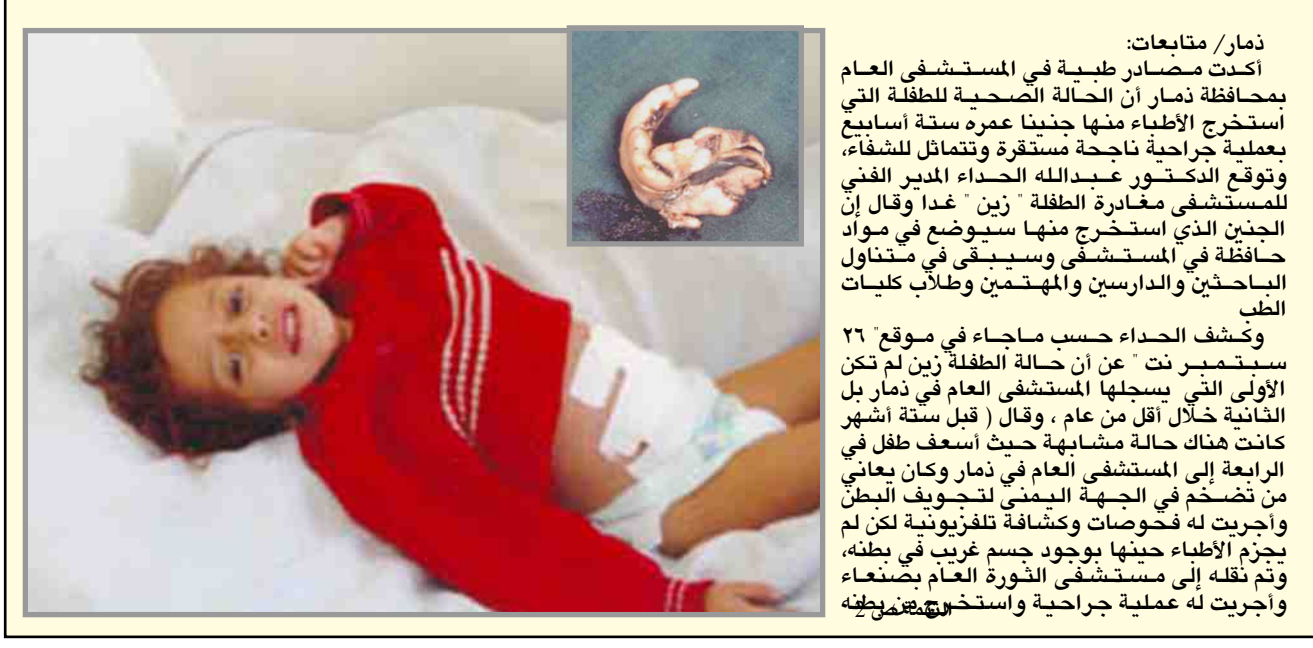 ذمار/ متابعات:
أكدت مصادر طبية في المستشفى العام
بمحافظة ذمار أن الحالة الصحية للطفلة التي
استخرج الأطباء منها جنينا عمره ستة أسابيع
بعملية جراحية ناجحة مستقرة وتتماثل للشفاء،
وتوقع الدكتور عبدالله الحداء المدير الفني
للمستشفى مغادرة الطفلة " زين " غدا وقال إن
الجنين الذي استخرج منها سيوضع في مواد
حافظة في المستشفى وسيبقى في متناول
الباحثين والدارسين والمهتمين وطلاب كليات
الطب
وكشف الحداء حسب ماجاء في موقع" ٢٦
سبتمبر نت " عن أن حالة الطفلة زين لم تكن
الأولى التي يسجلها المستشفى العام في ذمار بل
الثانية خلال أقل من عام ، وقال ( قبل ستة أشهر
كانت هناك حالة مشابهة حيث أسعف طفل في
الرابعة إلى المستشفى العام في ذمار وكان يعاني
من تضخم في الجهة اليمنى لتجويف البطن
وأجريت له فحوصات وكشافة تلفزيونية لكن لم
يجزم الأطباء حينها بوجود جسم غريب في بطنه،
وتم نقله إلى مستشفى الثورة العام بصنعاء
وأجريت له عملية جراحية واستخرج من بطنه
التتمة ص 2